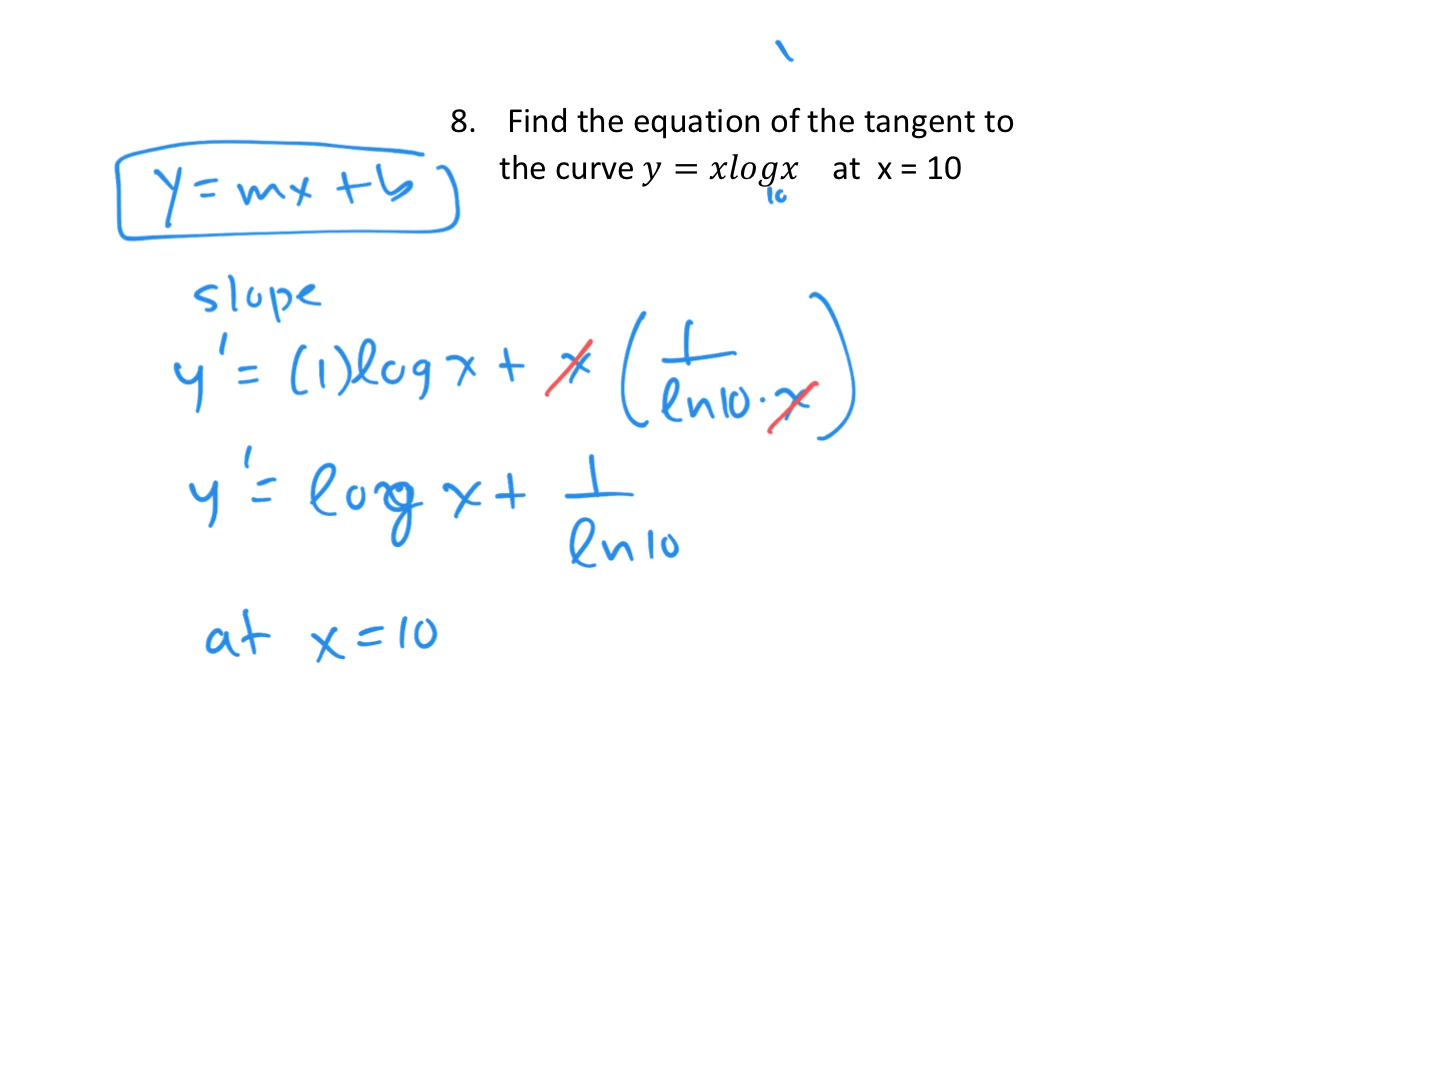 8. Find the equation of the tangent to
the curve y = xlogx at x = 10
10
y = mx + b
slope
y' = (1)log x + x (1/(ln10·x))
y' = log x + 1/ln10
at x = 10